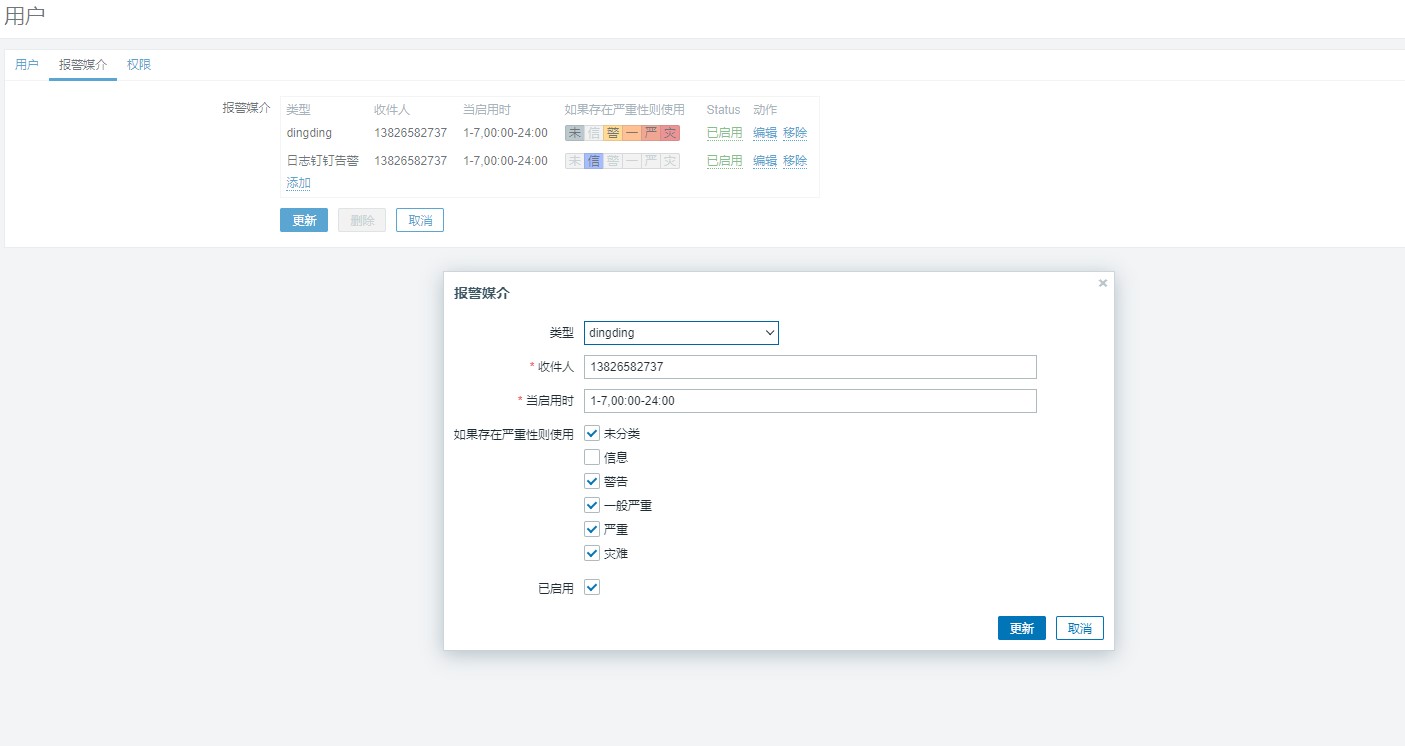 用户
用户 报警媒介 权限
报警媒介 类型 收件人 当启用时 如果存在严重性则使用 Status 动作
dingding 13826582737 1-7,00:00-24:00 未 信 警 一 严 灾 已启用 编辑 移除
日志钉钉告警 13826582737 1-7,00:00-24:00 未 信 警 一 严 灾 已启用 编辑 移除
添加
更新 删除 取消
报警媒介 ×
类型 dingding
* 收件人 13826582737
* 当启用时 1-7,00:00-24:00
如果存在严重性则使用 未分类
信息
警告
一般严重
严重
灾难
已启用
更新 取消